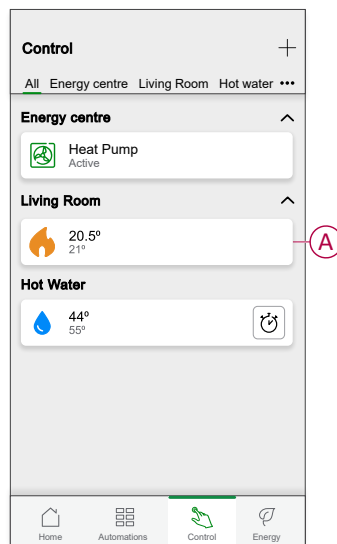 Control
All Energy centre Living Room Hot water •••
Energy centre
Heat Pump
Active
Living Room
20.5º
21º
A
Hot Water
44º
55º
Home Automations Control Energy